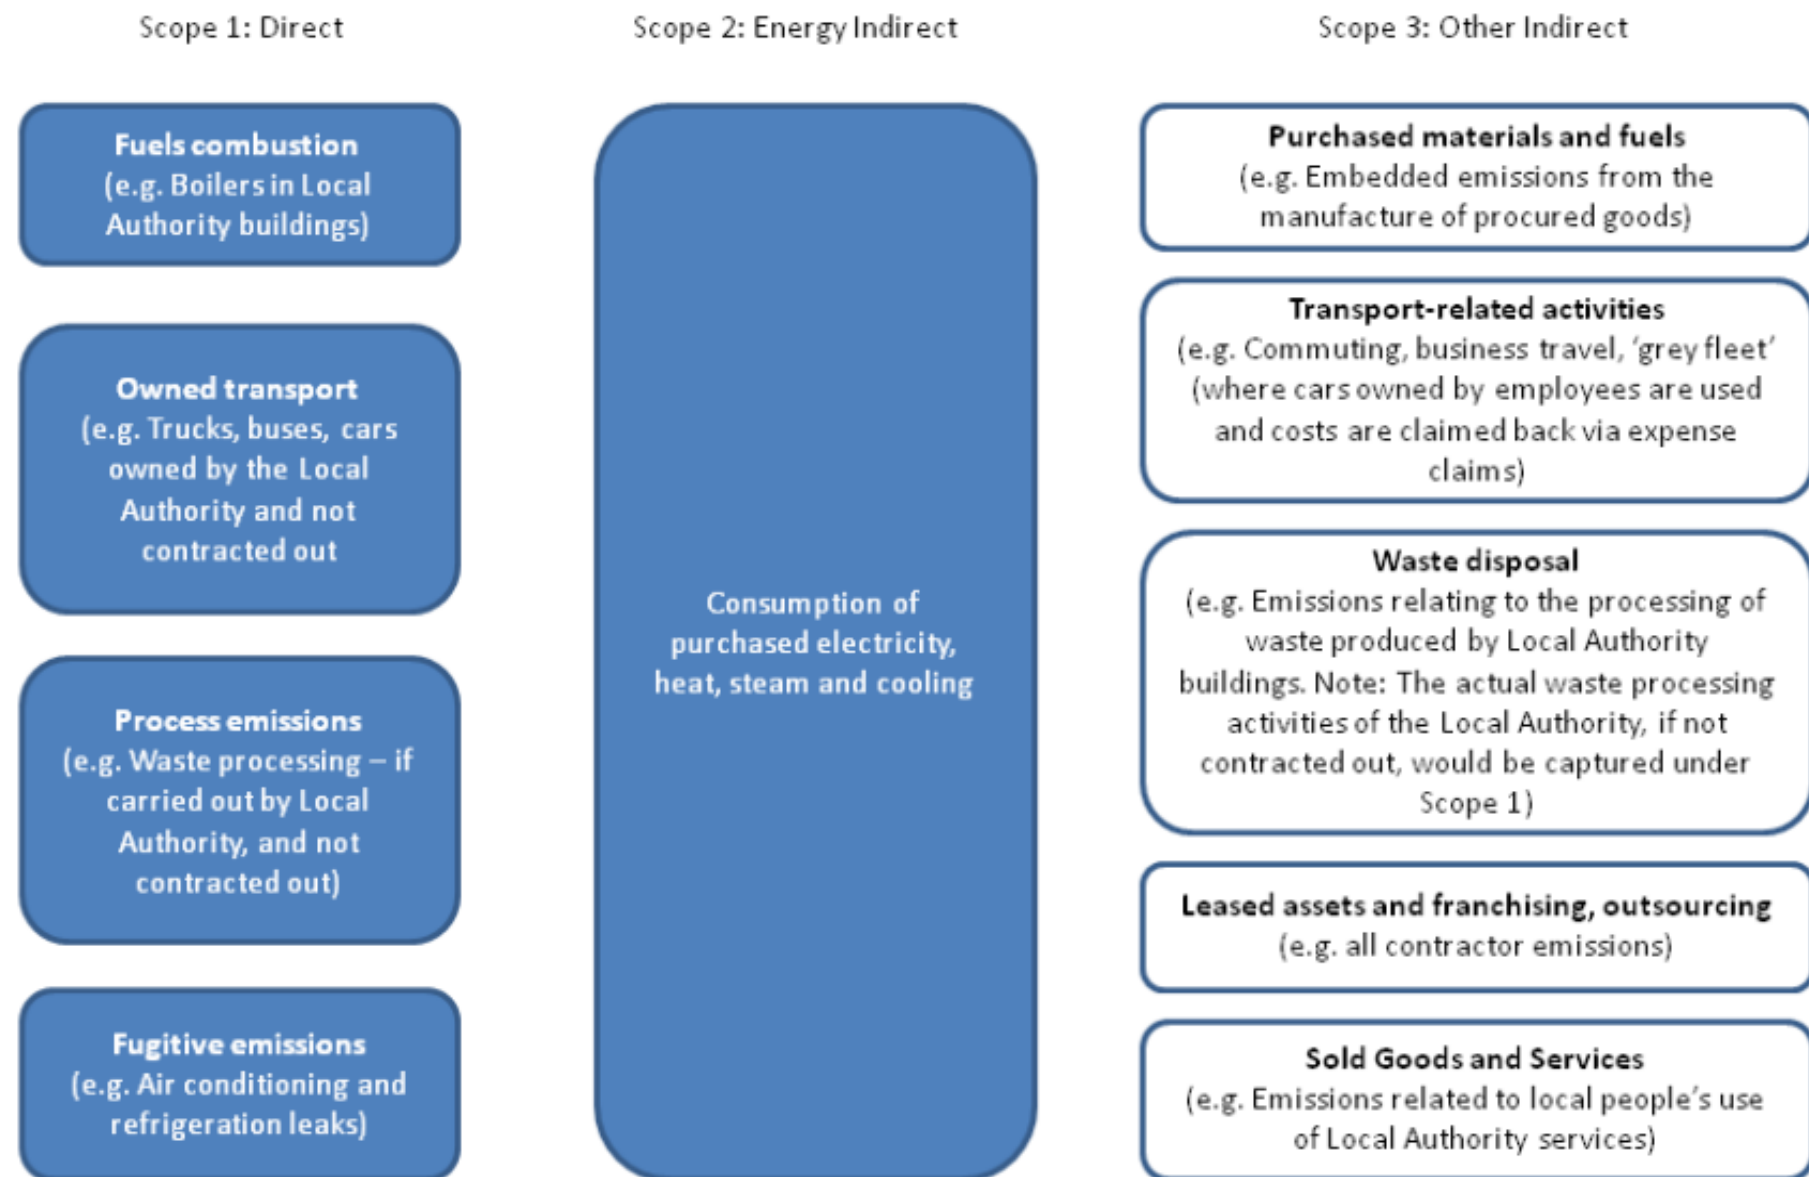 Scope 1: Direct
Fuels combustion
(e.g. Boilers in Local
Authority buildings)
Owned transport
(e.g. Trucks, buses, cars
owned by the Local
Authority and not
contracted out
Process emissions
(e.g. Waste processing – if
carried out by Local
Authority, and not
contracted out)
Fugitive emissions
(e.g. Air conditioning and
refrigeration leaks)
Scope 2: Energy Indirect
Consumption of
purchased electricity,
heat, steam and cooling
Scope 3: Other Indirect
Purchased materials and fuels
(e.g. Embedded emissions from the
manufacture of procured goods)
Transport-related activities
(e.g. Commuting, business travel, ‘grey fleet’
(where cars owned by employees are used
and costs are claimed back via expense
claims)
Waste disposal
(e.g. Emissions relating to the processing of
waste produced by Local Authority
buildings. Note: The actual waste processing
activities of the Local Authority, if not
contracted out, would be captured under
Scope 1)
Leased assets and franchising, outsourcing
(e.g. all contractor emissions)
Sold Goods and Services
(e.g. Emissions related to local people’s use
of Local Authority services)